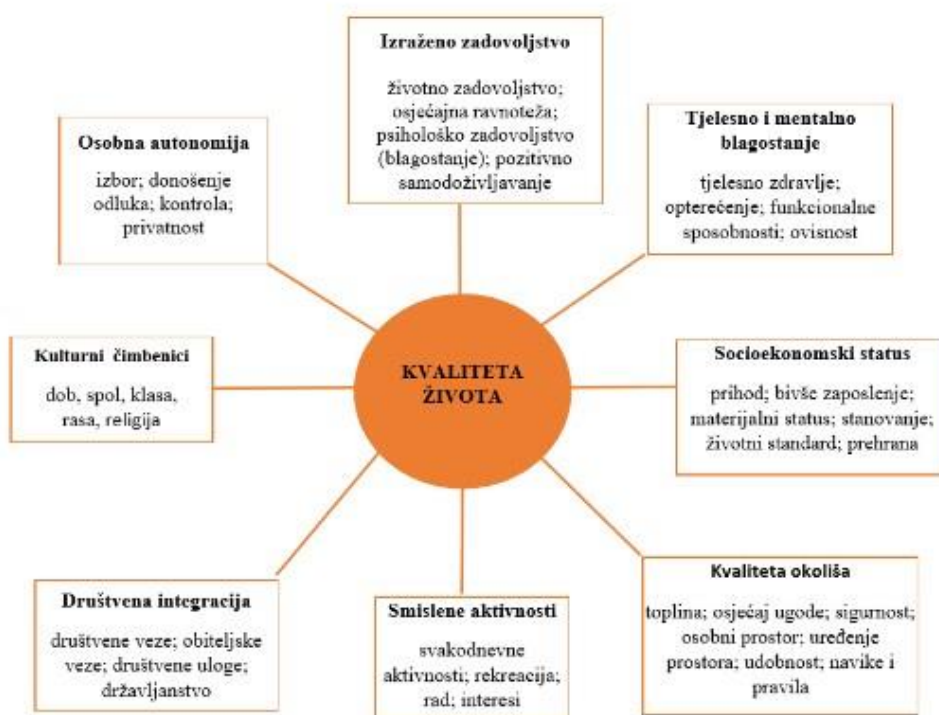 Izraženo zadovoljstvo
životno zadovoljstvo;
osjećajna ravnoteža;
psihološko zadovoljstvo
(blagostanje); pozitivno
samodoživljavanje
Osobna autonomija
izbor; donošenje
odluka; kontrola;
privatnost
Tjelesno i mentalno
blagostanje
tjelesno zdravlje;
opterećenje; funkcionalne
sposobnosti; ovisnost
Kulturni čimbenici
dob, spol, klasa,
rasa, religija
KVALITETA
ŽIVOTA
Socioekonomski status
prihod; bivše zaposlenje;
materijalni status; stanovanje;
životni standard; prehrana
Društvena integracija
društvene veze; obiteljske
veze; društvene uloge;
državljanstvo
Smislene aktivnosti
svakodnevne
aktivnosti; rekreacija;
rad; interesi
Kvaliteta okoliša
toplina; osjećaj ugode; sigurnost;
osobni prostor; uređenje
prostora; udobnost; navike i
pravila